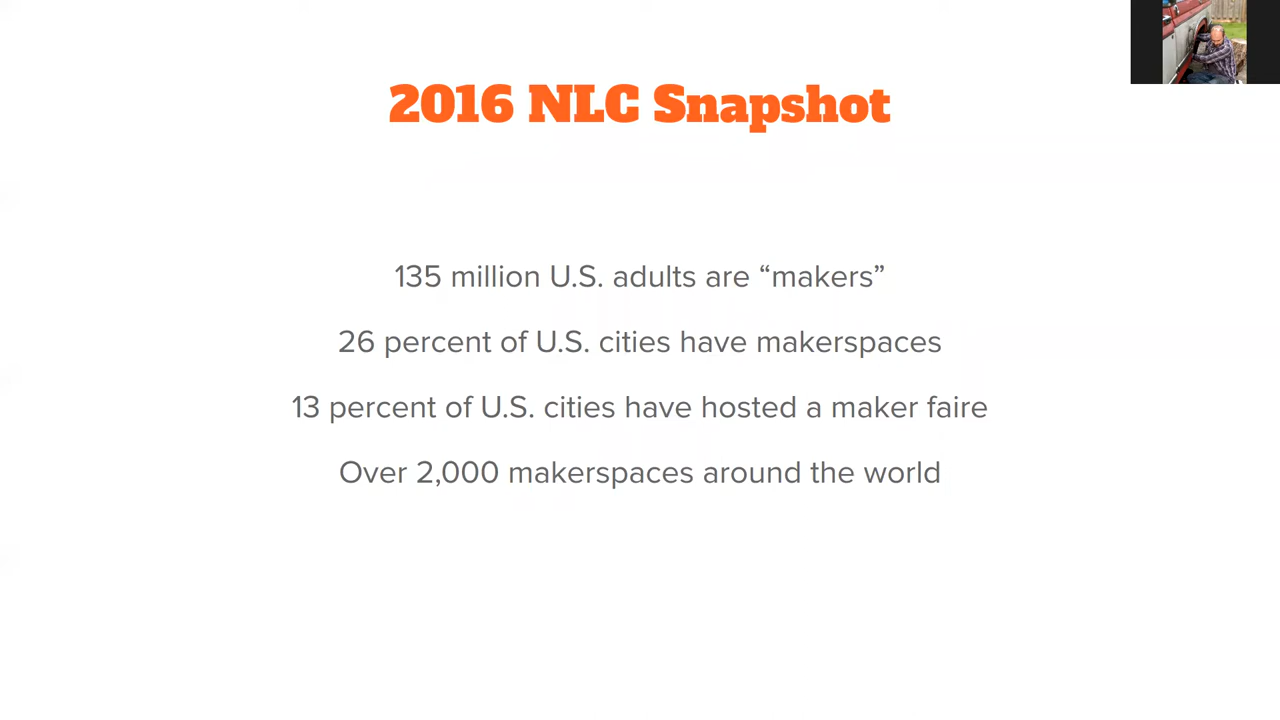 2016 NLC Snapshot
135 million U.S. adults are “makers”
26 percent of U.S. cities have makerspaces
13 percent of U.S. cities have hosted a maker faire
Over 2,000 makerspaces around the world